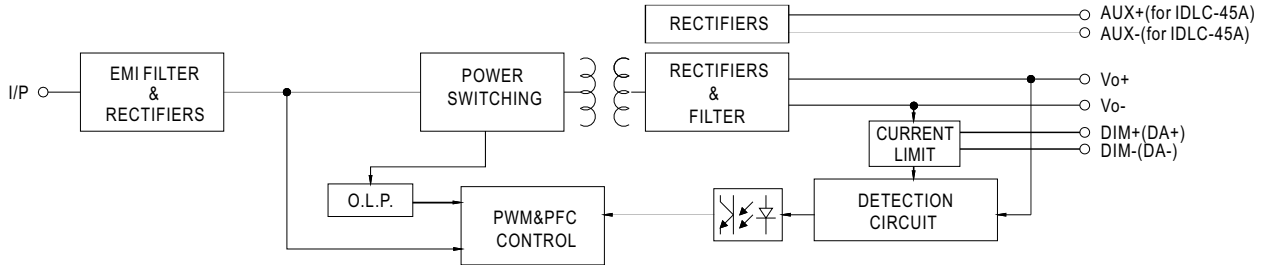 RECTIFIERS
AUX+(for IDLC-45A)
AUX-(for IDLC-45A)
I/P
EMI FILTER
&
RECTIFIERS
POWER
SWITCHING
RECTIFIERS
&
FILTER
Vo+
Vo-
CURRENT
LIMIT
DIM+(DA+)
DIM-(DA-)
O.L.P.
PWM&PFC
CONTROL
DETECTION
CIRCUIT